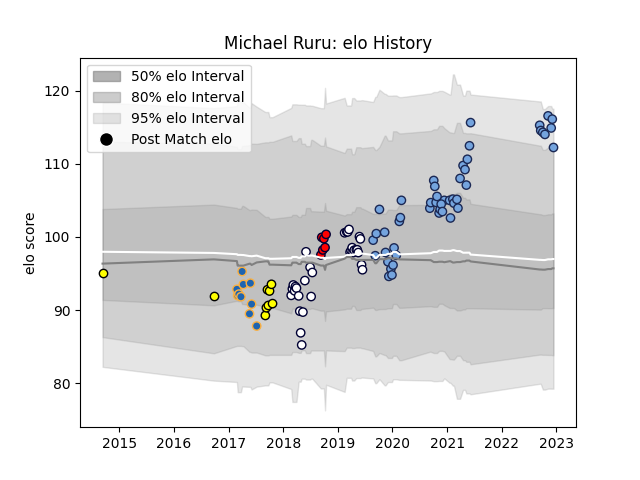 Michael Ruru: elo History
50% elo Interval
80% elo Interval
95% elo Interval
Post Match elo
elo score
120
110
100
90
80
2015 2016 2017 2018 2019 2020 2021 2022 2023